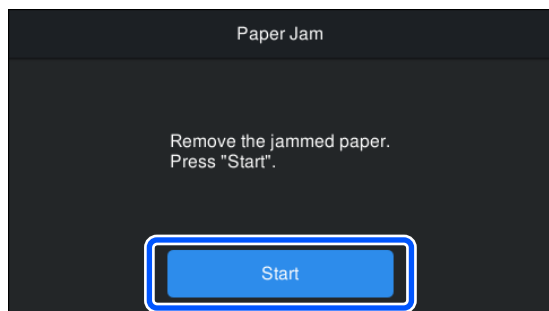 Paper Jam
Remove the jammed paper.
Press "Start".
Start